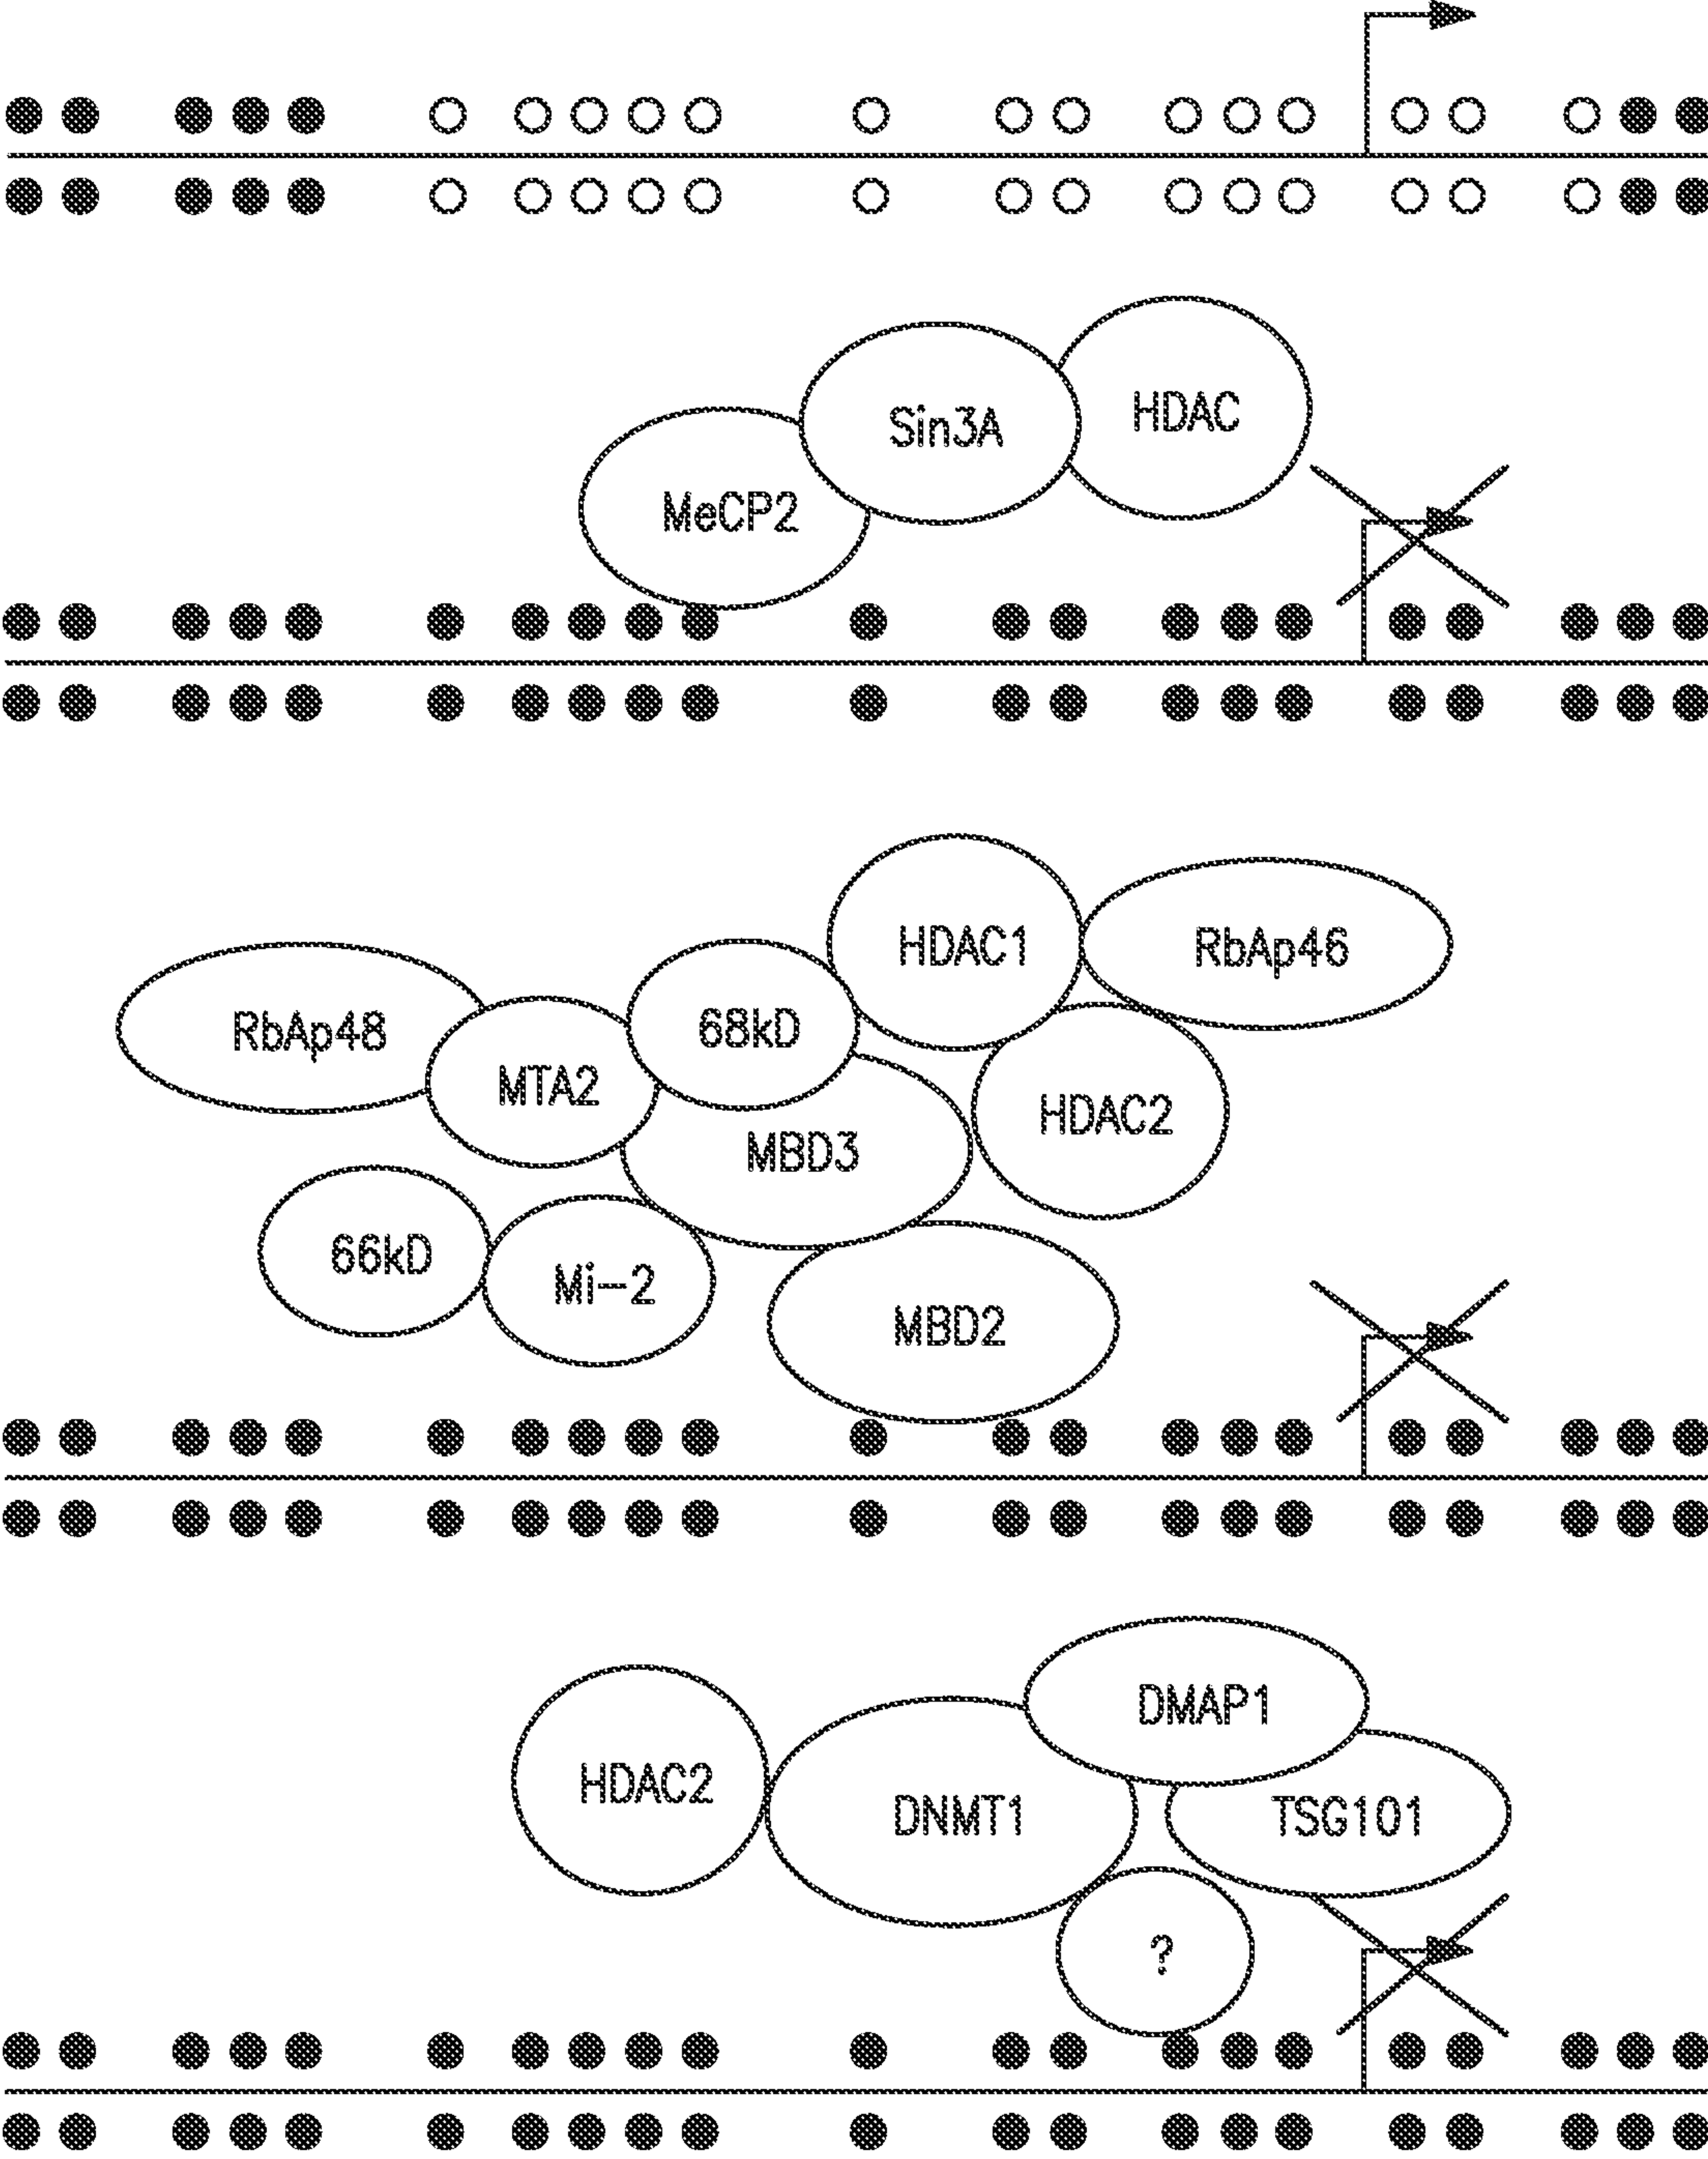 Sin3A
HDAC
MeCP2
HDAC1
RbAp46
RbAp48
68kD
MTA2
HDAC2
MBD3
66kD
Mi-2
MBD2
DMAP1
HDAC2
DNMT1
TSG101
?